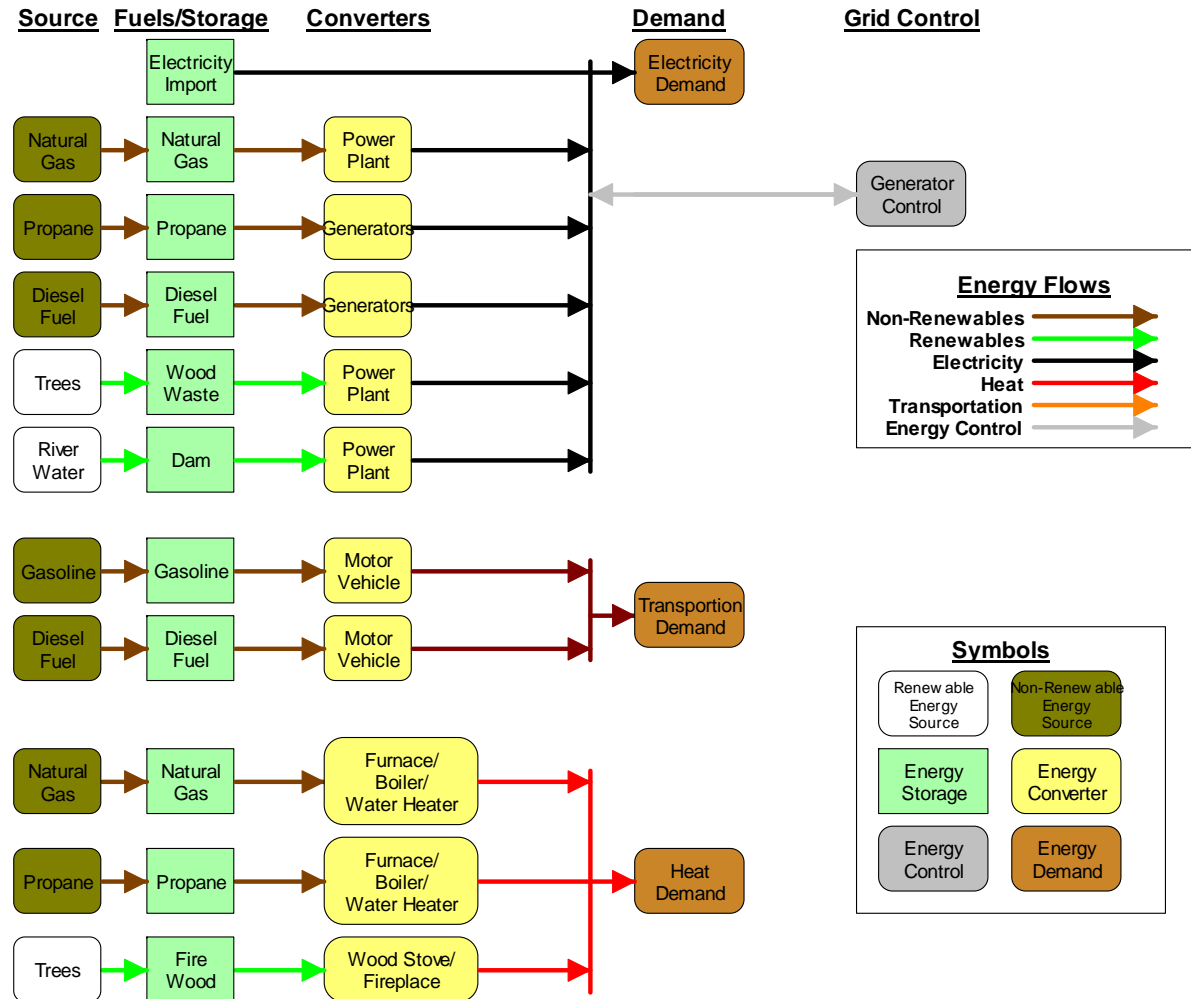 Source Fuels/Storage Converters Demand Grid Control
Electricity
Import
Electricity
Demand
Natural
Gas
Natural
Gas
Power
Plant
Generator
Control
Propane
Propane
Generators
Diesel
Fuel
Diesel
Fuel
Generators
Trees
Wood
Waste
Power
Plant
River
Water
Dam
Power
Plant
Energy Flows
Non-Renewables
Renewables
Electricity
Heat
Transportation
Energy Control
Gasoline
Gasoline
Motor
Vehicle
Diesel
Fuel
Diesel
Fuel
Motor
Vehicle
Transportion
Demand
Natural
Gas
Natural
Gas
Furnace/
Boiler/
Water Heater
Propane
Propane
Furnace/
Boiler/
Water Heater
Heat
Demand
Trees
Fire
Wood
Wood Stove/
Fireplace
Symbols
Renewable
Energy
Source
Non-Renewable
Energy
Source
Energy
Storage
Energy
Converter
Energy
Control
Energy
Demand